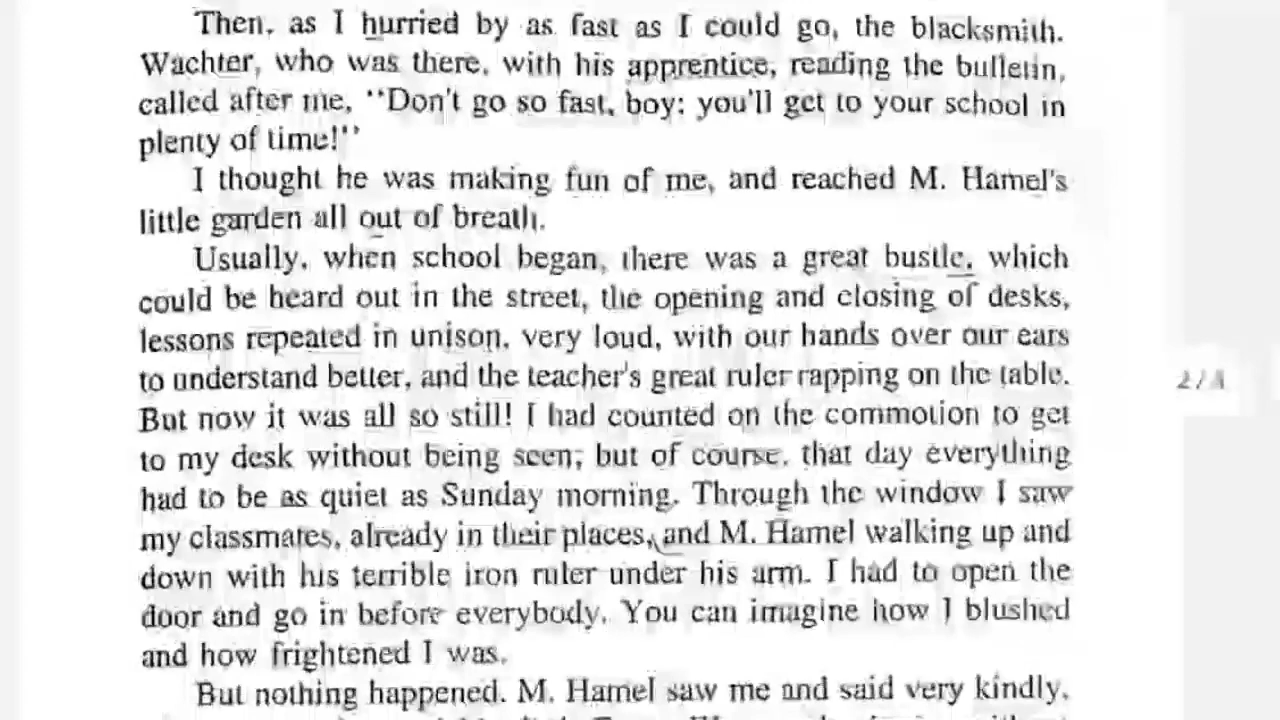 Then, as I hurried by as fast as I could go, the blacksmith,
Wachter, who was there, with his apprentice, reading the bulletin,
called after me, "Don't go so fast, boy; you'll get to your school in
plenty of time!"
I thought he was making fun of me, and reached M. Hamel's
little garden all out of breath.
Usually, when school began, there was a great bustle, which
could be heard out in the street, the opening and closing of desks,
lessons repeated in unison, very loud, with our hands over our ears
to understand better, and the teacher's great ruler rapping on the table.
But now it was all so still! I had counted on the commotion to get
to my desk without being seen; but of course, that day everything
had to be as quiet as Sunday morning. Through the window I saw
my classmates, already in their places, and M. Hamel walking up and
down with his terrible iron ruler under his arm. I had to open the
door and go in before everybody. You can imagine how I blushed
and how frightened I was.
But nothing happened. M. Hamel saw me and said very kindly,